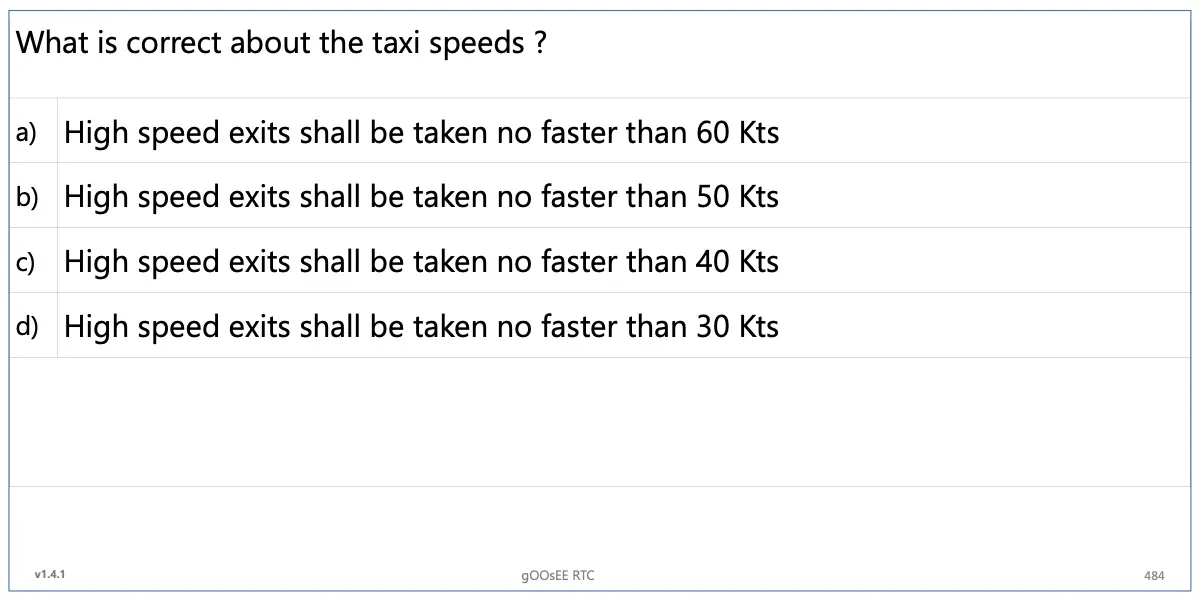 What is correct about the taxi speeds ?
a) High speed exits shall be taken no faster than 60 Kts
b) High speed exits shall be taken no faster than 50 Kts
c) High speed exits shall be taken no faster than 40 Kts
d) High speed exits shall be taken no faster than 30 Kts
v1.4.1 gOOsEE RTC 484